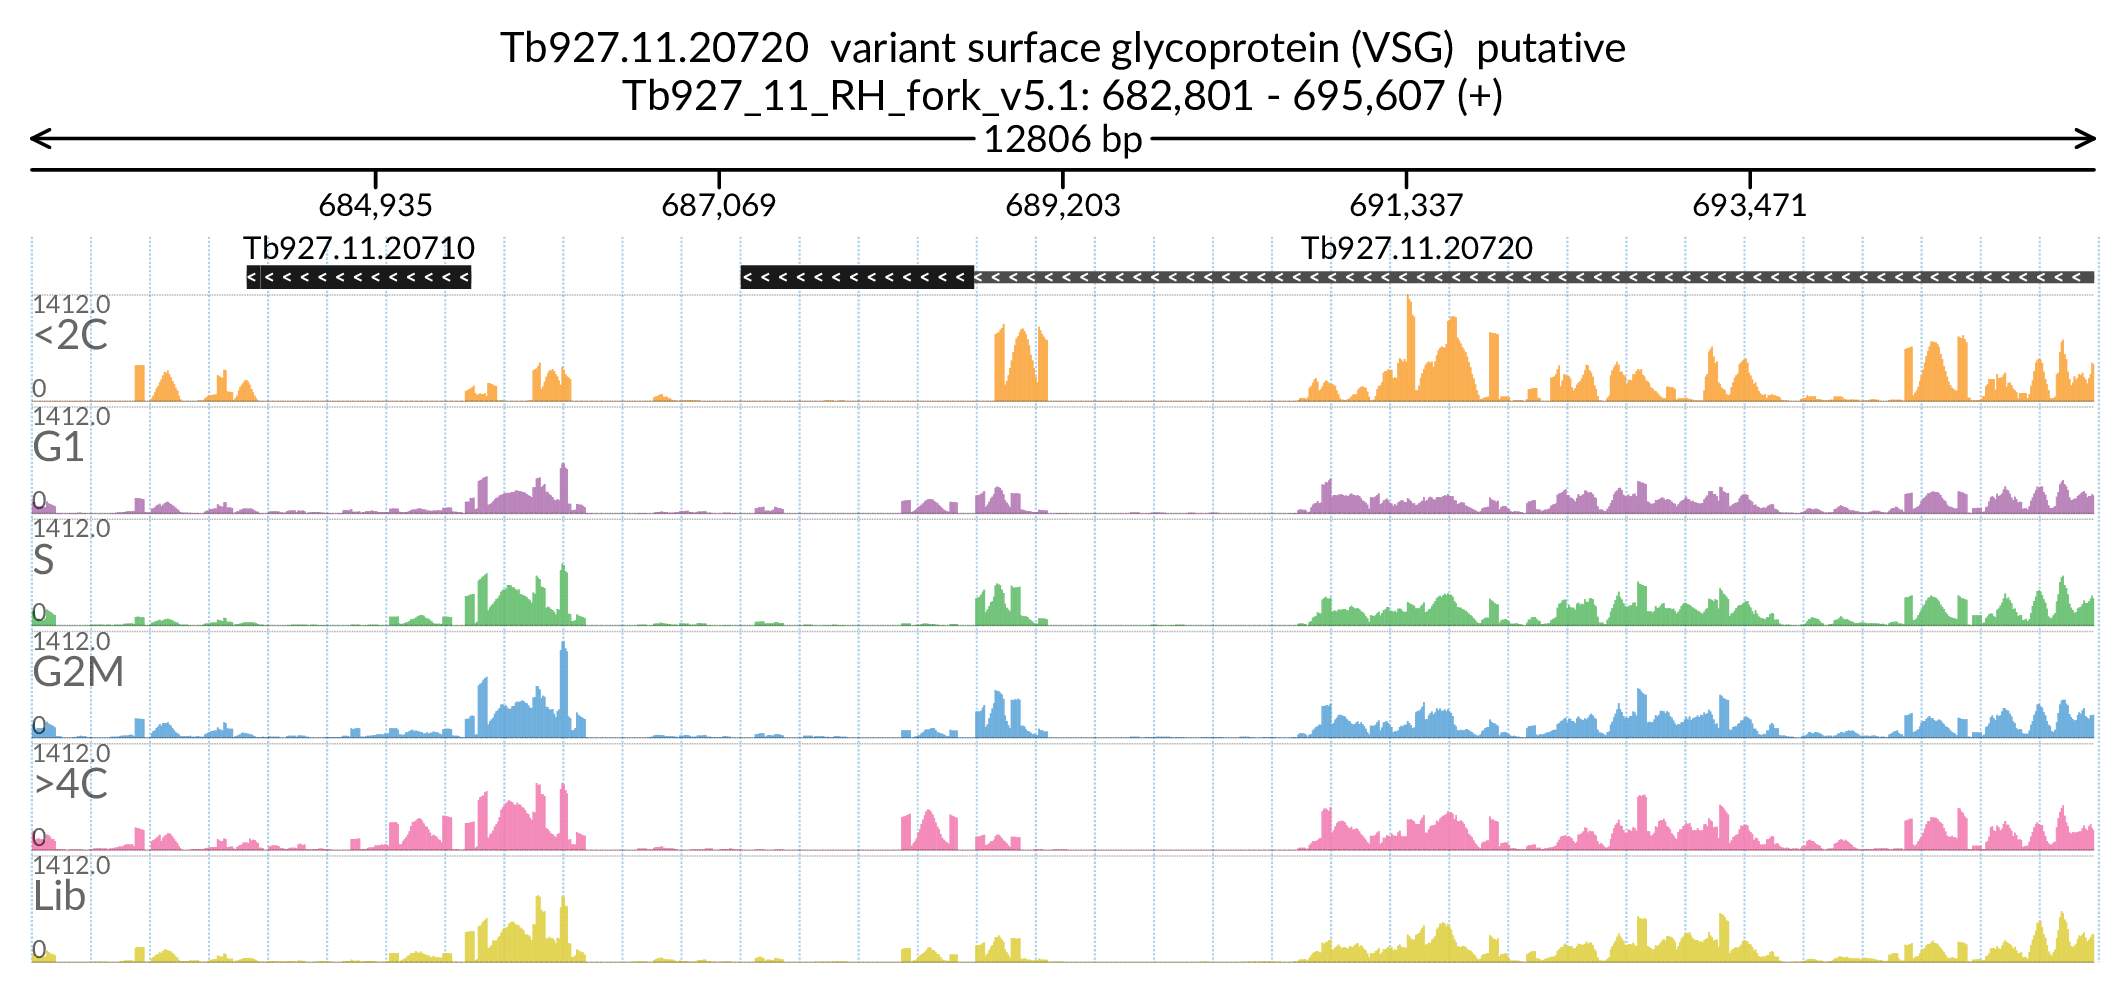 Tb927.11.20720 variant surface glycoprotein (VSG) putative
Tb927_11_RH_fork_v5.1: 682,801 - 695,607 (+)
12806 bp
684,935 687,069 689,203 691,337 693,471
Tb927.11.20710 Tb927.11.20720
1412.0
<2C
0
1412.0
G1
0
1412.0
S
0
1412.0
G2M
0
1412.0
>4C
0
1412.0
Lib
0